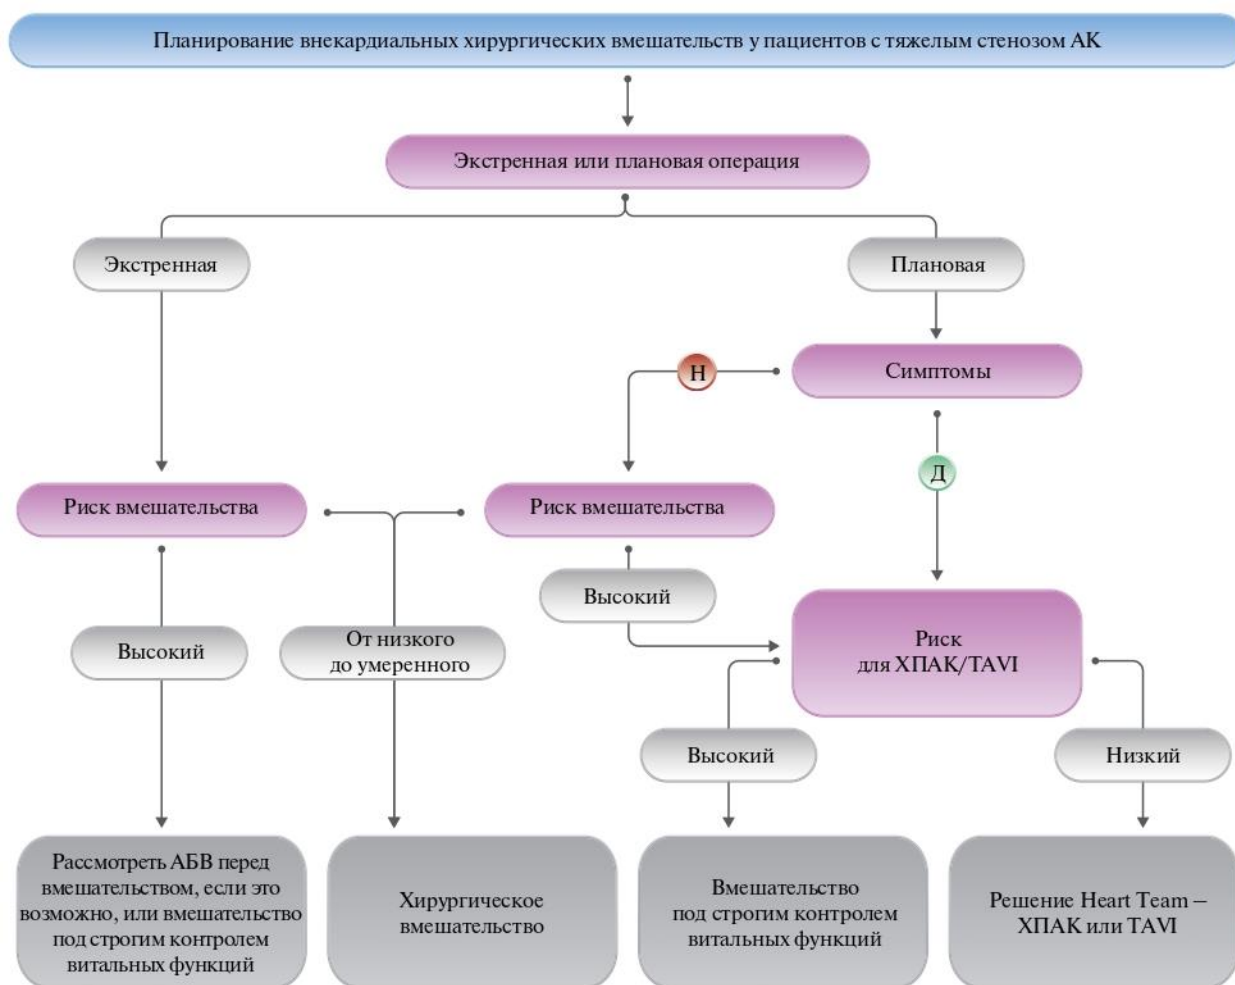 Планирование внекардиальных хирургических вмешательств у пациентов с тяжелым стенозом АК
Экстренная или плановая операция
Экстренная
Плановая
Н
Симптомы
Д
Риск вмешательства
Риск вмешательства
Высокий
Высокий
От низкого
до умеренного
Риск
для ХПАК/TAVI
Высокий
Низкий
Рассмотреть АБВ перед
вмешательством, если это
возможно, или вмешательство
под строгим контролем
витальных функций
Хирургическое
вмешательство
Вмешательство
под строгим контролем
витальных функций
Решение Heart Team –
ХПАК или TAVI